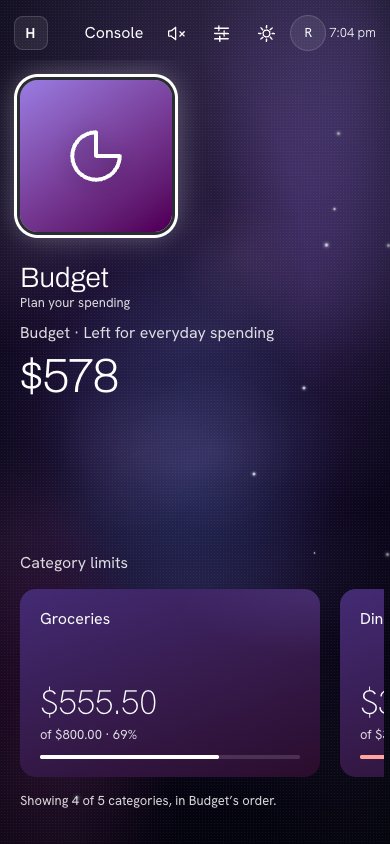 H Console R 7:04 pm
Budget
Plan your spending
Budget · Left for everyday spending
$578
Category limits
Groceries
$555.50
of $800.00 · 69%
Showing 4 of 5 categories, in Budget’s order.